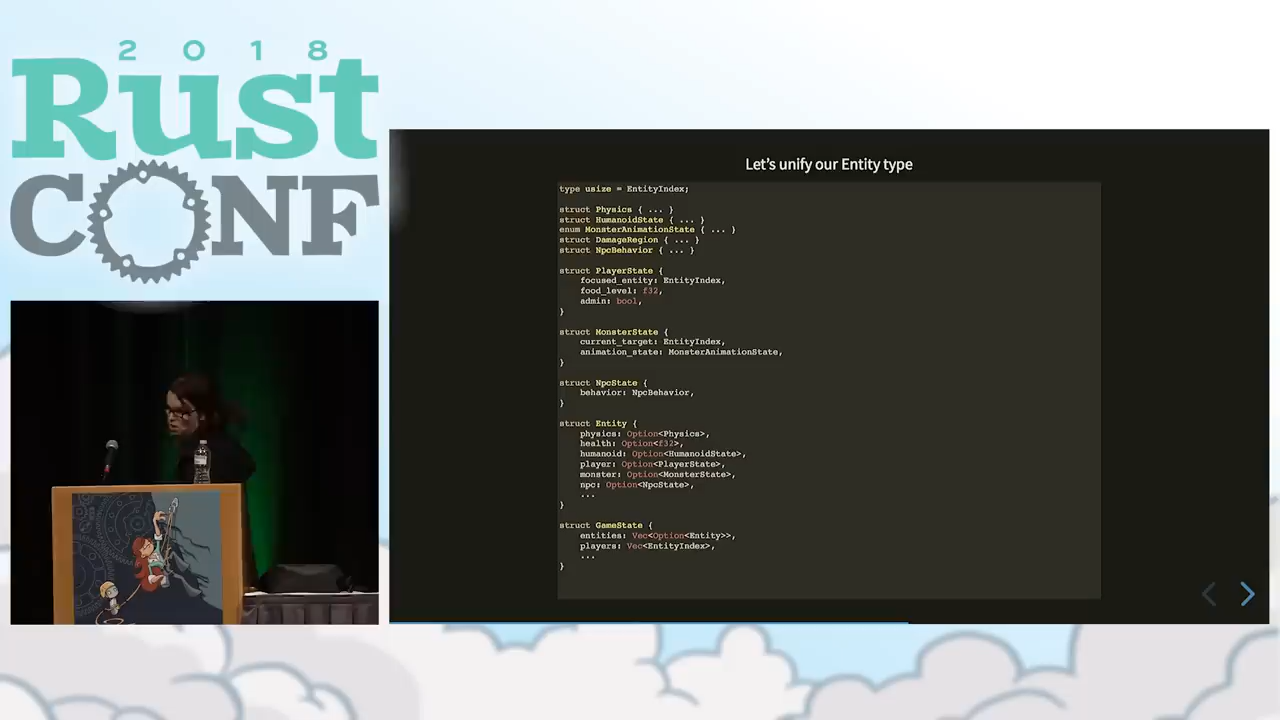 2018
Rust
CONF
Let's unify our Entity type
type usize = EntityIndex;
struct Physics { ... }
struct HumanoidState { ... }
enum MonsterAnimationState { ... }
struct DamageRegion { ... }
struct NpcBehavior { ... }
struct PlayerState {
focused_entity: EntityIndex,
food_level: f32,
admin: bool,
}
struct MonsterState {
current_target: EntityIndex,
animation_state: MonsterAnimationState,
}
struct NpcState {
behavior: NpcBehavior,
}
struct Entity {
physics: Option<Physics>,
health: Option<f32>,
humanoid: Option<HumanoidState>,
player: Option<PlayerState>,
monster: Option<MonsterState>,
npc: Option<NpcState>,
...
}
struct GameState {
entities: Vec<Option<Entity>>,
players: Vec<EntityIndex>,
...
}